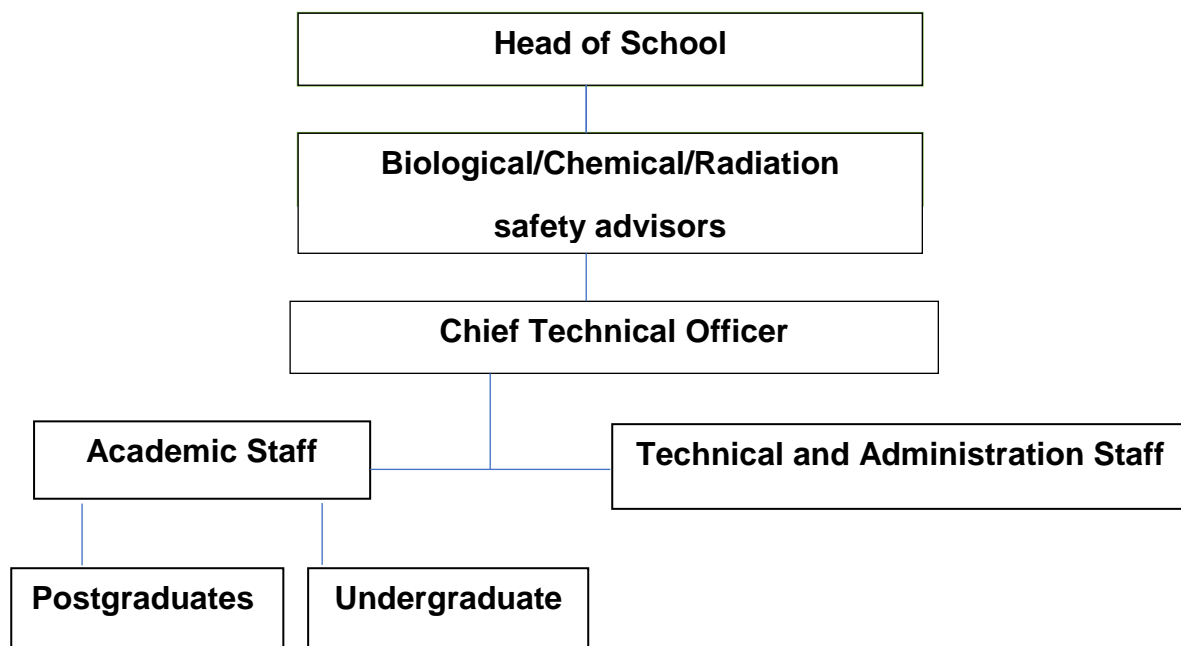 Head of School
Biological/Chemical/Radiation
safety advisors
Chief Technical Officer
Academic Staff
Technical and Administration Staff
Postgraduates
Undergraduate